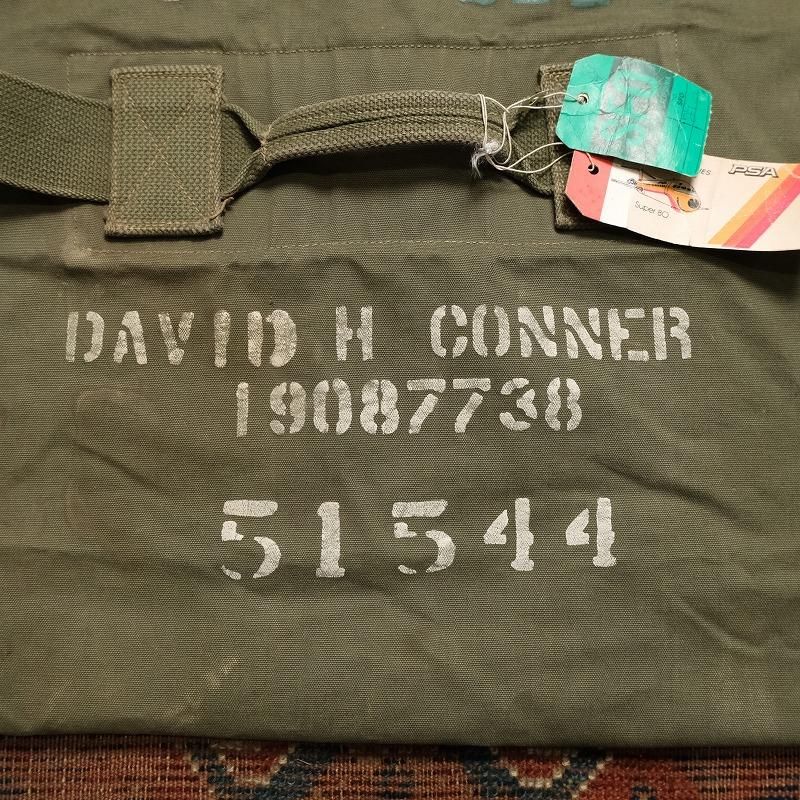 PSA
Super 80
DAVID H CONNER
19087738
51544